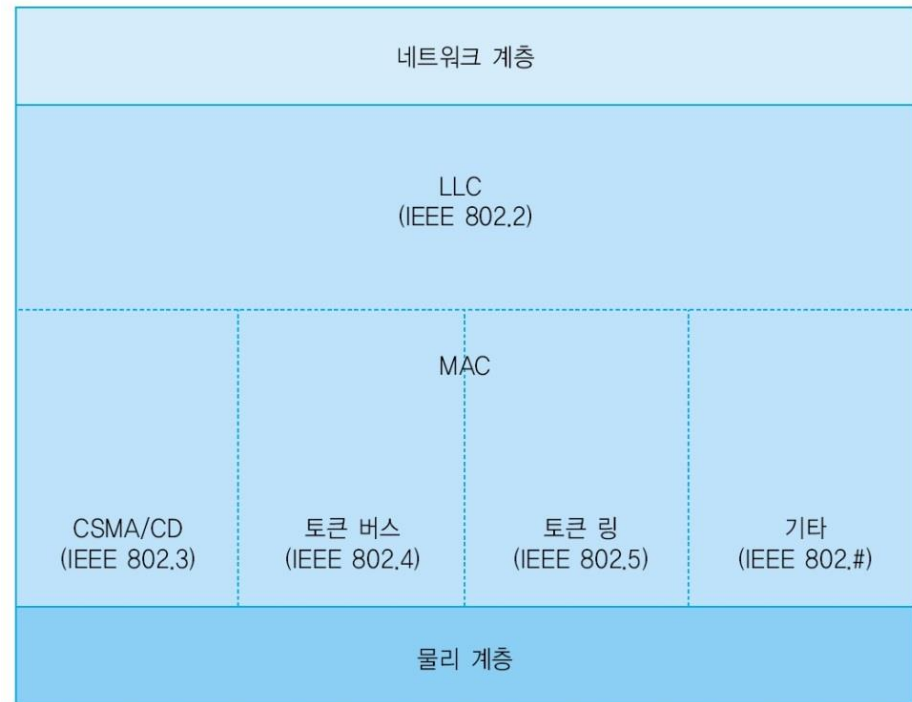 네트워크 계층
LLC
(IEEE 802.2)
MAC
CSMA/CD
(IEEE 802.3)
토큰 버스
(IEEE 802.4)
토큰 링
(IEEE 802.5)
기타
(IEEE 802.#)
물리 계층